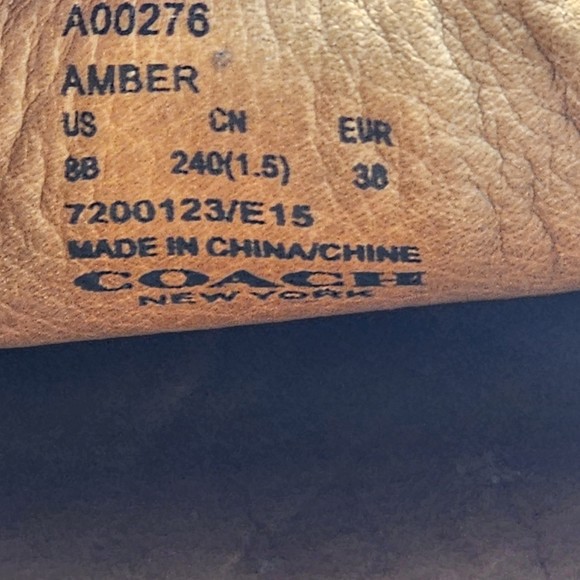 A00276
AMBER
US CN EUR
8B 240(1.5) 38
7200123/E15
MADE IN CHINA/CHINE
COACH
NEW YORK